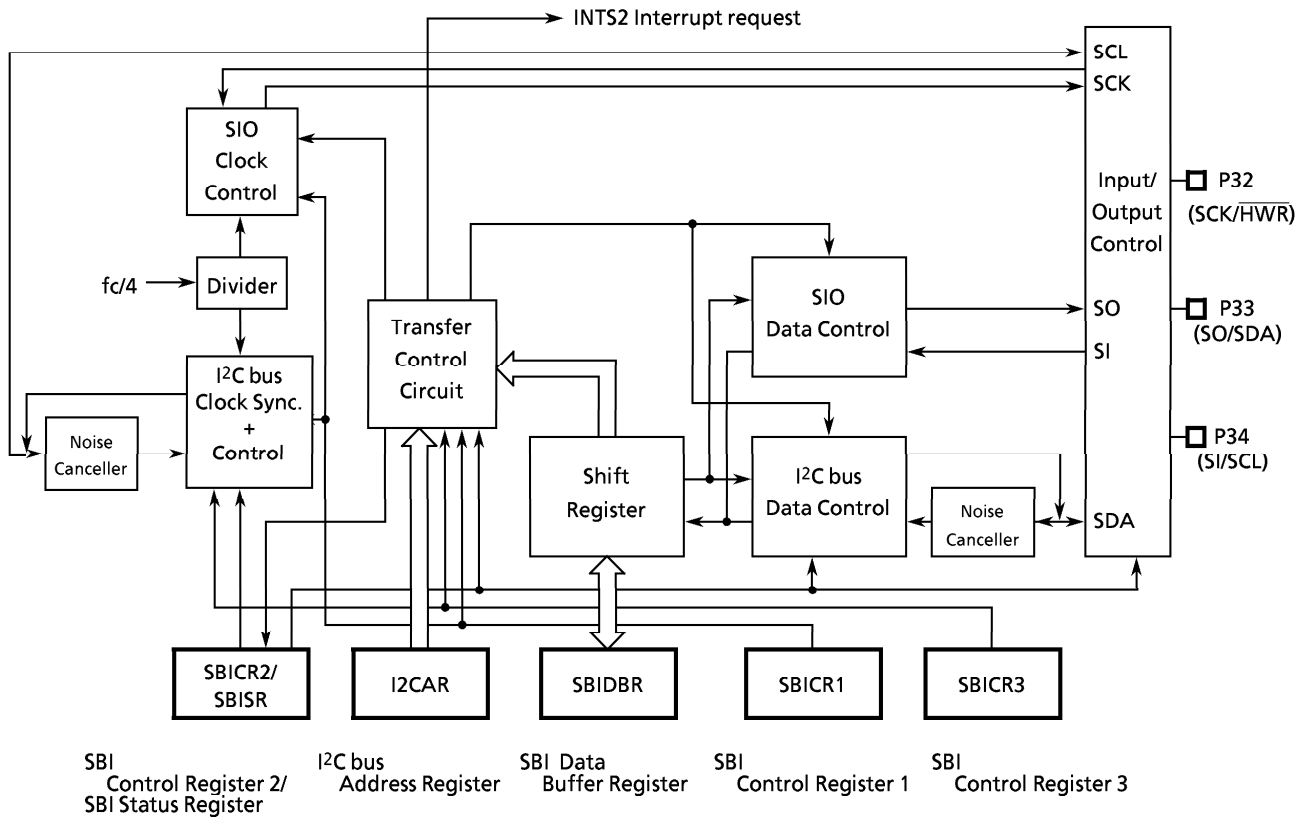 INTS2 Interrupt request
SCL
SCK
SIO
Clock
Control
Input/
Output
Control
P32
(SCK/HWR)
fc/4
Divider
SIO
Data Control
SO
SI
P33
(SO/SDA)
Transfer
Control
Circuit
I2C bus
Clock Sync.
+
Control
Noise
Canceller
Shift
Register
I2C bus
Data Control
Noise
Canceller
SDA
P34
(SI/SCL)
SBICR2/
SBISR
I2CAR
SBIDBR
SBICR1
SBICR3
SBI
Control Register 2/
SBI Status Register
I2C bus
Address Register
SBI Data
Buffer Register
SBI
Control Register 1
SBI
Control Register 3